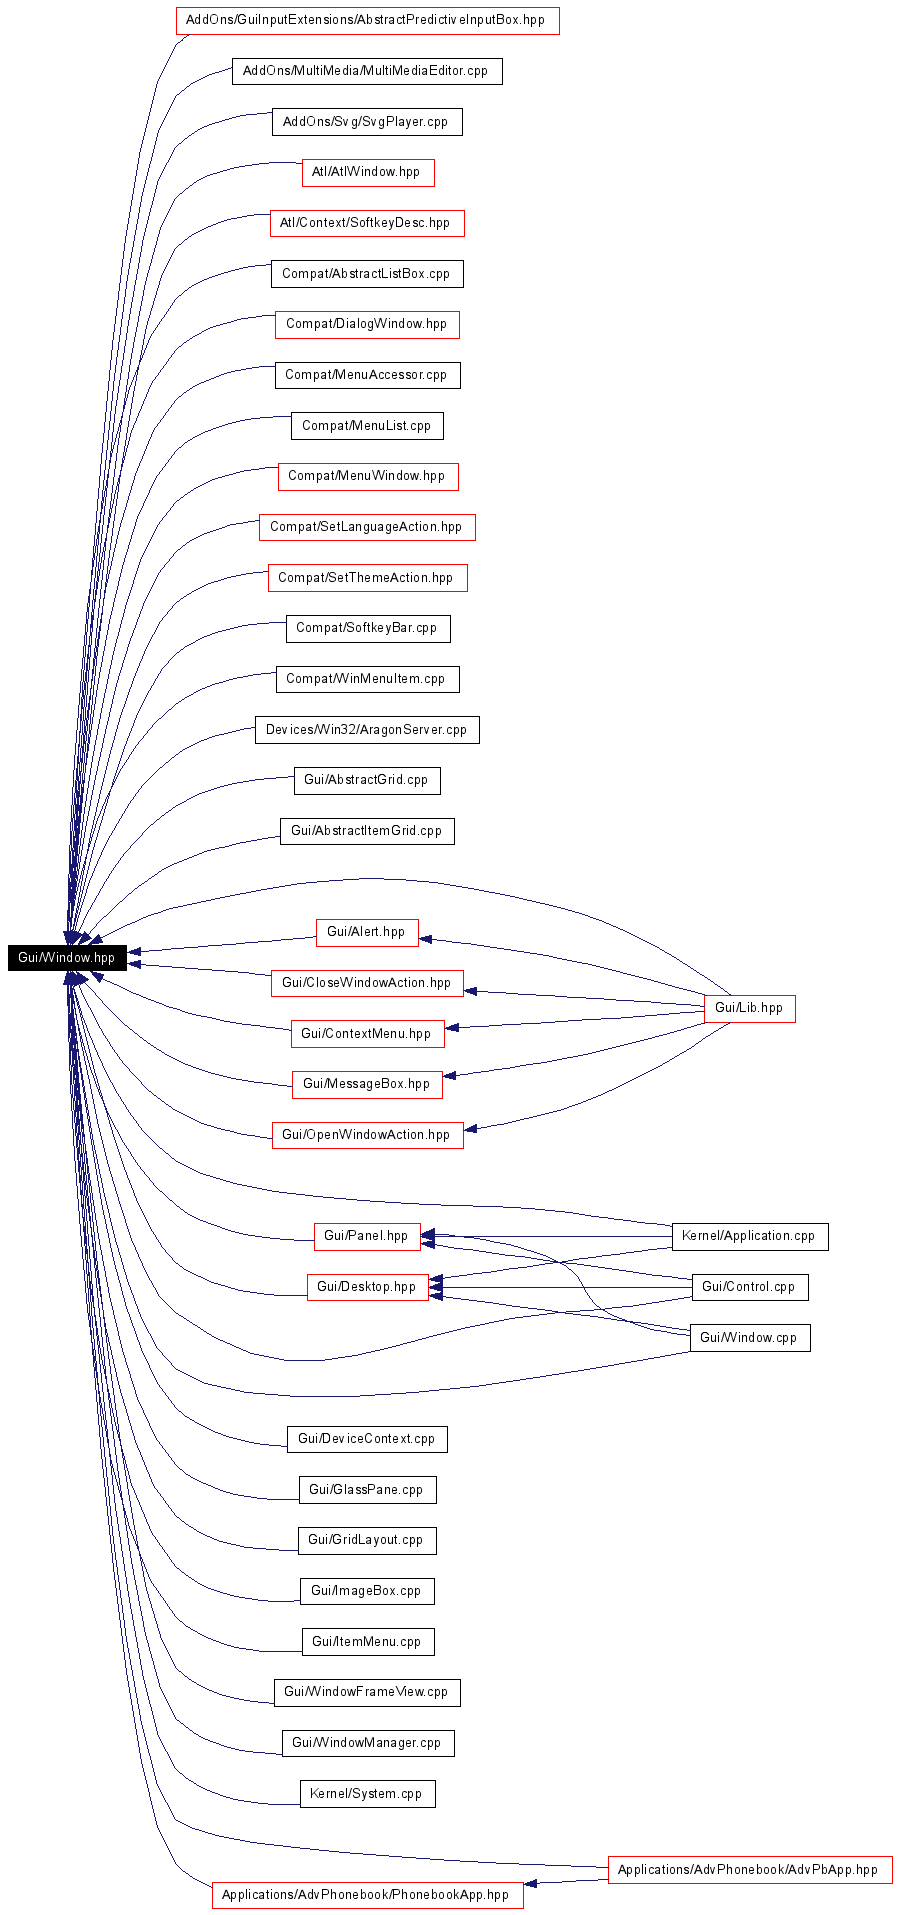 AddOns/GuiInputExtensions/AbstractPredictiveInputBox.hpp
AddOns/MultiMedia/MultiMediaEditor.cpp
AddOns/Svg/SvgPlayer.cpp
Atl/AtlWindow.hpp
Atl/Context/SoftkeyDesc.hpp
Compat/AbstractListBox.cpp
Compat/DialogWindow.hpp
Compat/MenuAccessor.cpp
Compat/MenuList.cpp
Compat/MenuWindow.hpp
Compat/SetLanguageAction.hpp
Compat/SetThemeAction.hpp
Compat/SoftkeyBar.cpp
Compat/WinMenuItem.cpp
Devices/Win32/AragonServer.cpp
Gui/AbstractGrid.cpp
Gui/AbstractItemGrid.cpp
Gui/Alert.hpp
Gui/Window.hpp
Gui/CloseWindowAction.hpp
Gui/Lib.hpp
Gui/ContextMenu.hpp
Gui/MessageBox.hpp
Gui/OpenWindowAction.hpp
Gui/Panel.hpp
Kernel/Application.cpp
Gui/Desktop.hpp
Gui/Control.cpp
Gui/Window.cpp
Gui/DeviceContext.cpp
Gui/GlassPane.cpp
Gui/GridLayout.cpp
Gui/ImageBox.cpp
Gui/ItemMenu.cpp
Gui/WindowFrameView.cpp
Gui/WindowManager.cpp
Kernel/System.cpp
Applications/AdvPhonebook/AdvPbApp.hpp
Applications/AdvPhonebook/PhonebookApp.hpp